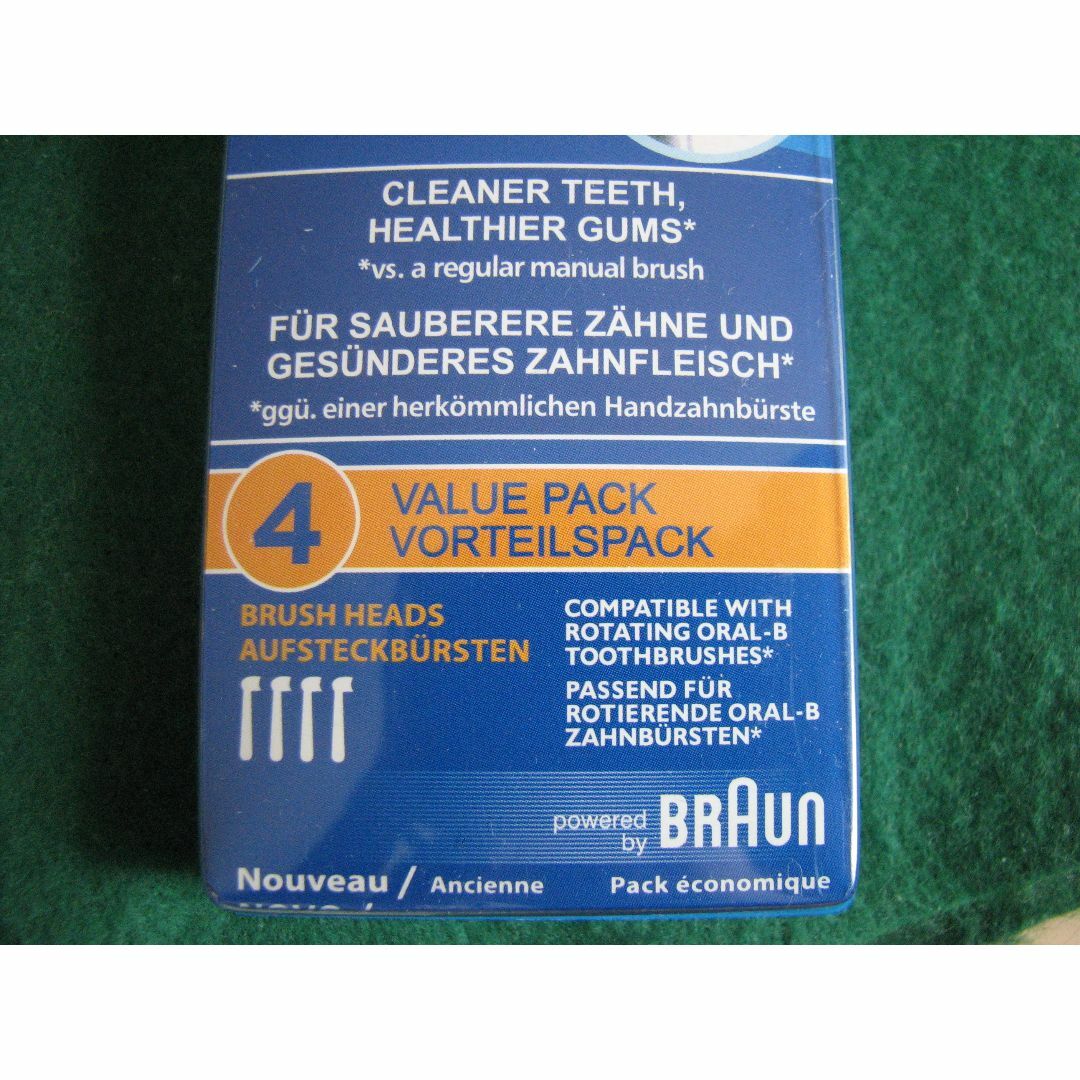 CLEANER TEETH,
HEALTHIER GUMS*
*vs. a regular manual brush
FÜR SAUBERERE ZÄHNE UND
GESÜNDERES ZAHNFLEISCH*
*ggü. einer herkömmlichen Handzahnbürste
4
VALUE PACK
VORTEILSPACK
BRUSH HEADS
AUFSTECKBÜRSTEN
COMPATIBLE WITH
ROTATING ORAL-B
TOOTHBRUSHES*
PASSEND FÜR
ROTIERENDE ORAL-B
ZAHNBÜRSTEN*
powered
by
BRAUN
Nouveau / Ancienne Pack économique